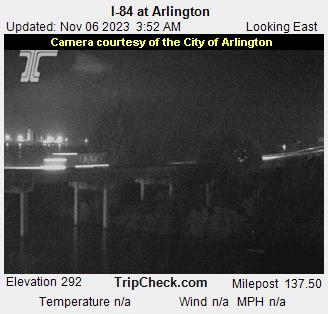 I-84 at Arlington
Updated: Nov 06 2023 3:52 AM Looking East
Camera courtesy of the City of Arlington
Elevation 292 TripCheck.com Milepost 137.50
Temperature n/a Wind n/a MPH n/a